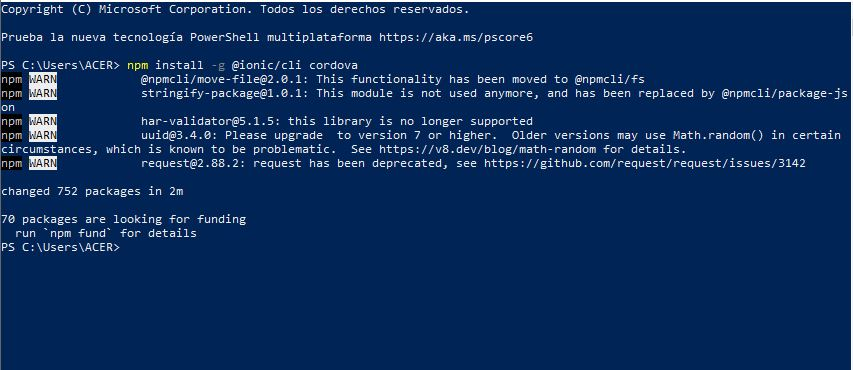 Copyright (C) Microsoft Corporation. Todos los derechos reservados.
Prueba la nueva tecnología PowerShell multiplataforma https://aka.ms/pscore6
PS C:\Users\ACER> npm install -g @ionic/cli cordova
npm WARN @npmcli/move-file@2.0.1: This functionality has been moved to @npmcli/fs
npm WARN stringify-package@1.0.1: This module is not used anymore, and has been replaced by @npmcli/package-js
on
npm WARN har-validator@5.1.5: this library is no longer supported
npm WARN uuid@3.4.0: Please upgrade  to version 7 or higher.  Older versions may use Math.random() in certain
circumstances, which is known to be problematic.  See https://v8.dev/blog/math-random for details.
npm WARN request@2.88.2: request has been deprecated, see https://github.com/request/request/issues/3142
changed 752 packages in 2m
70 packages are looking for funding
  run `npm fund` for details
PS C:\Users\ACER>